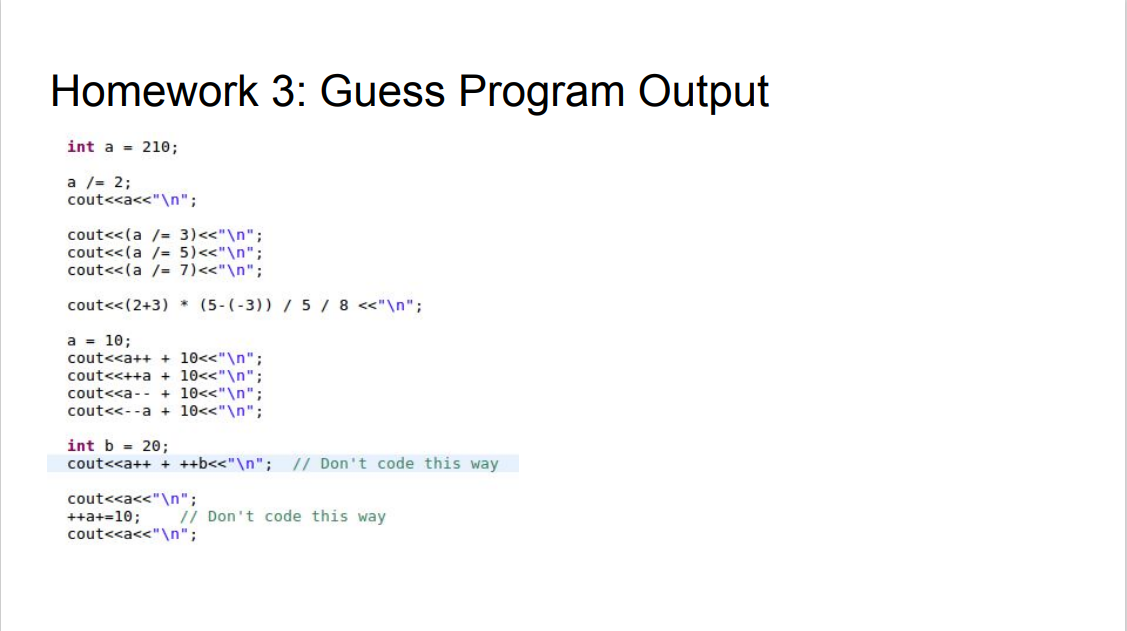 Homework 3: Guess Program Output
int a = 210;
a /= 2;
cout<<a<<"\n";
cout<<(a /= 3)<<"\n";
cout<<(a /= 5)<<"\n";
cout<<(a /= 7)<<"\n";
cout<<(2+3) * (5-(-3)) / 5 / 8 <<"\n";
a = 10;
cout<<a++ + 10<<"\n";
cout<<++a + 10<<"\n";
cout<<a-- + 10<<"\n";
cout<<--a + 10<<"\n";
int b = 20;
cout<<a++ + ++b<<"\n";  // Don't code this way
cout<<a<<"\n";
++a+=10;    // Don't code this way
cout<<a<<"\n";